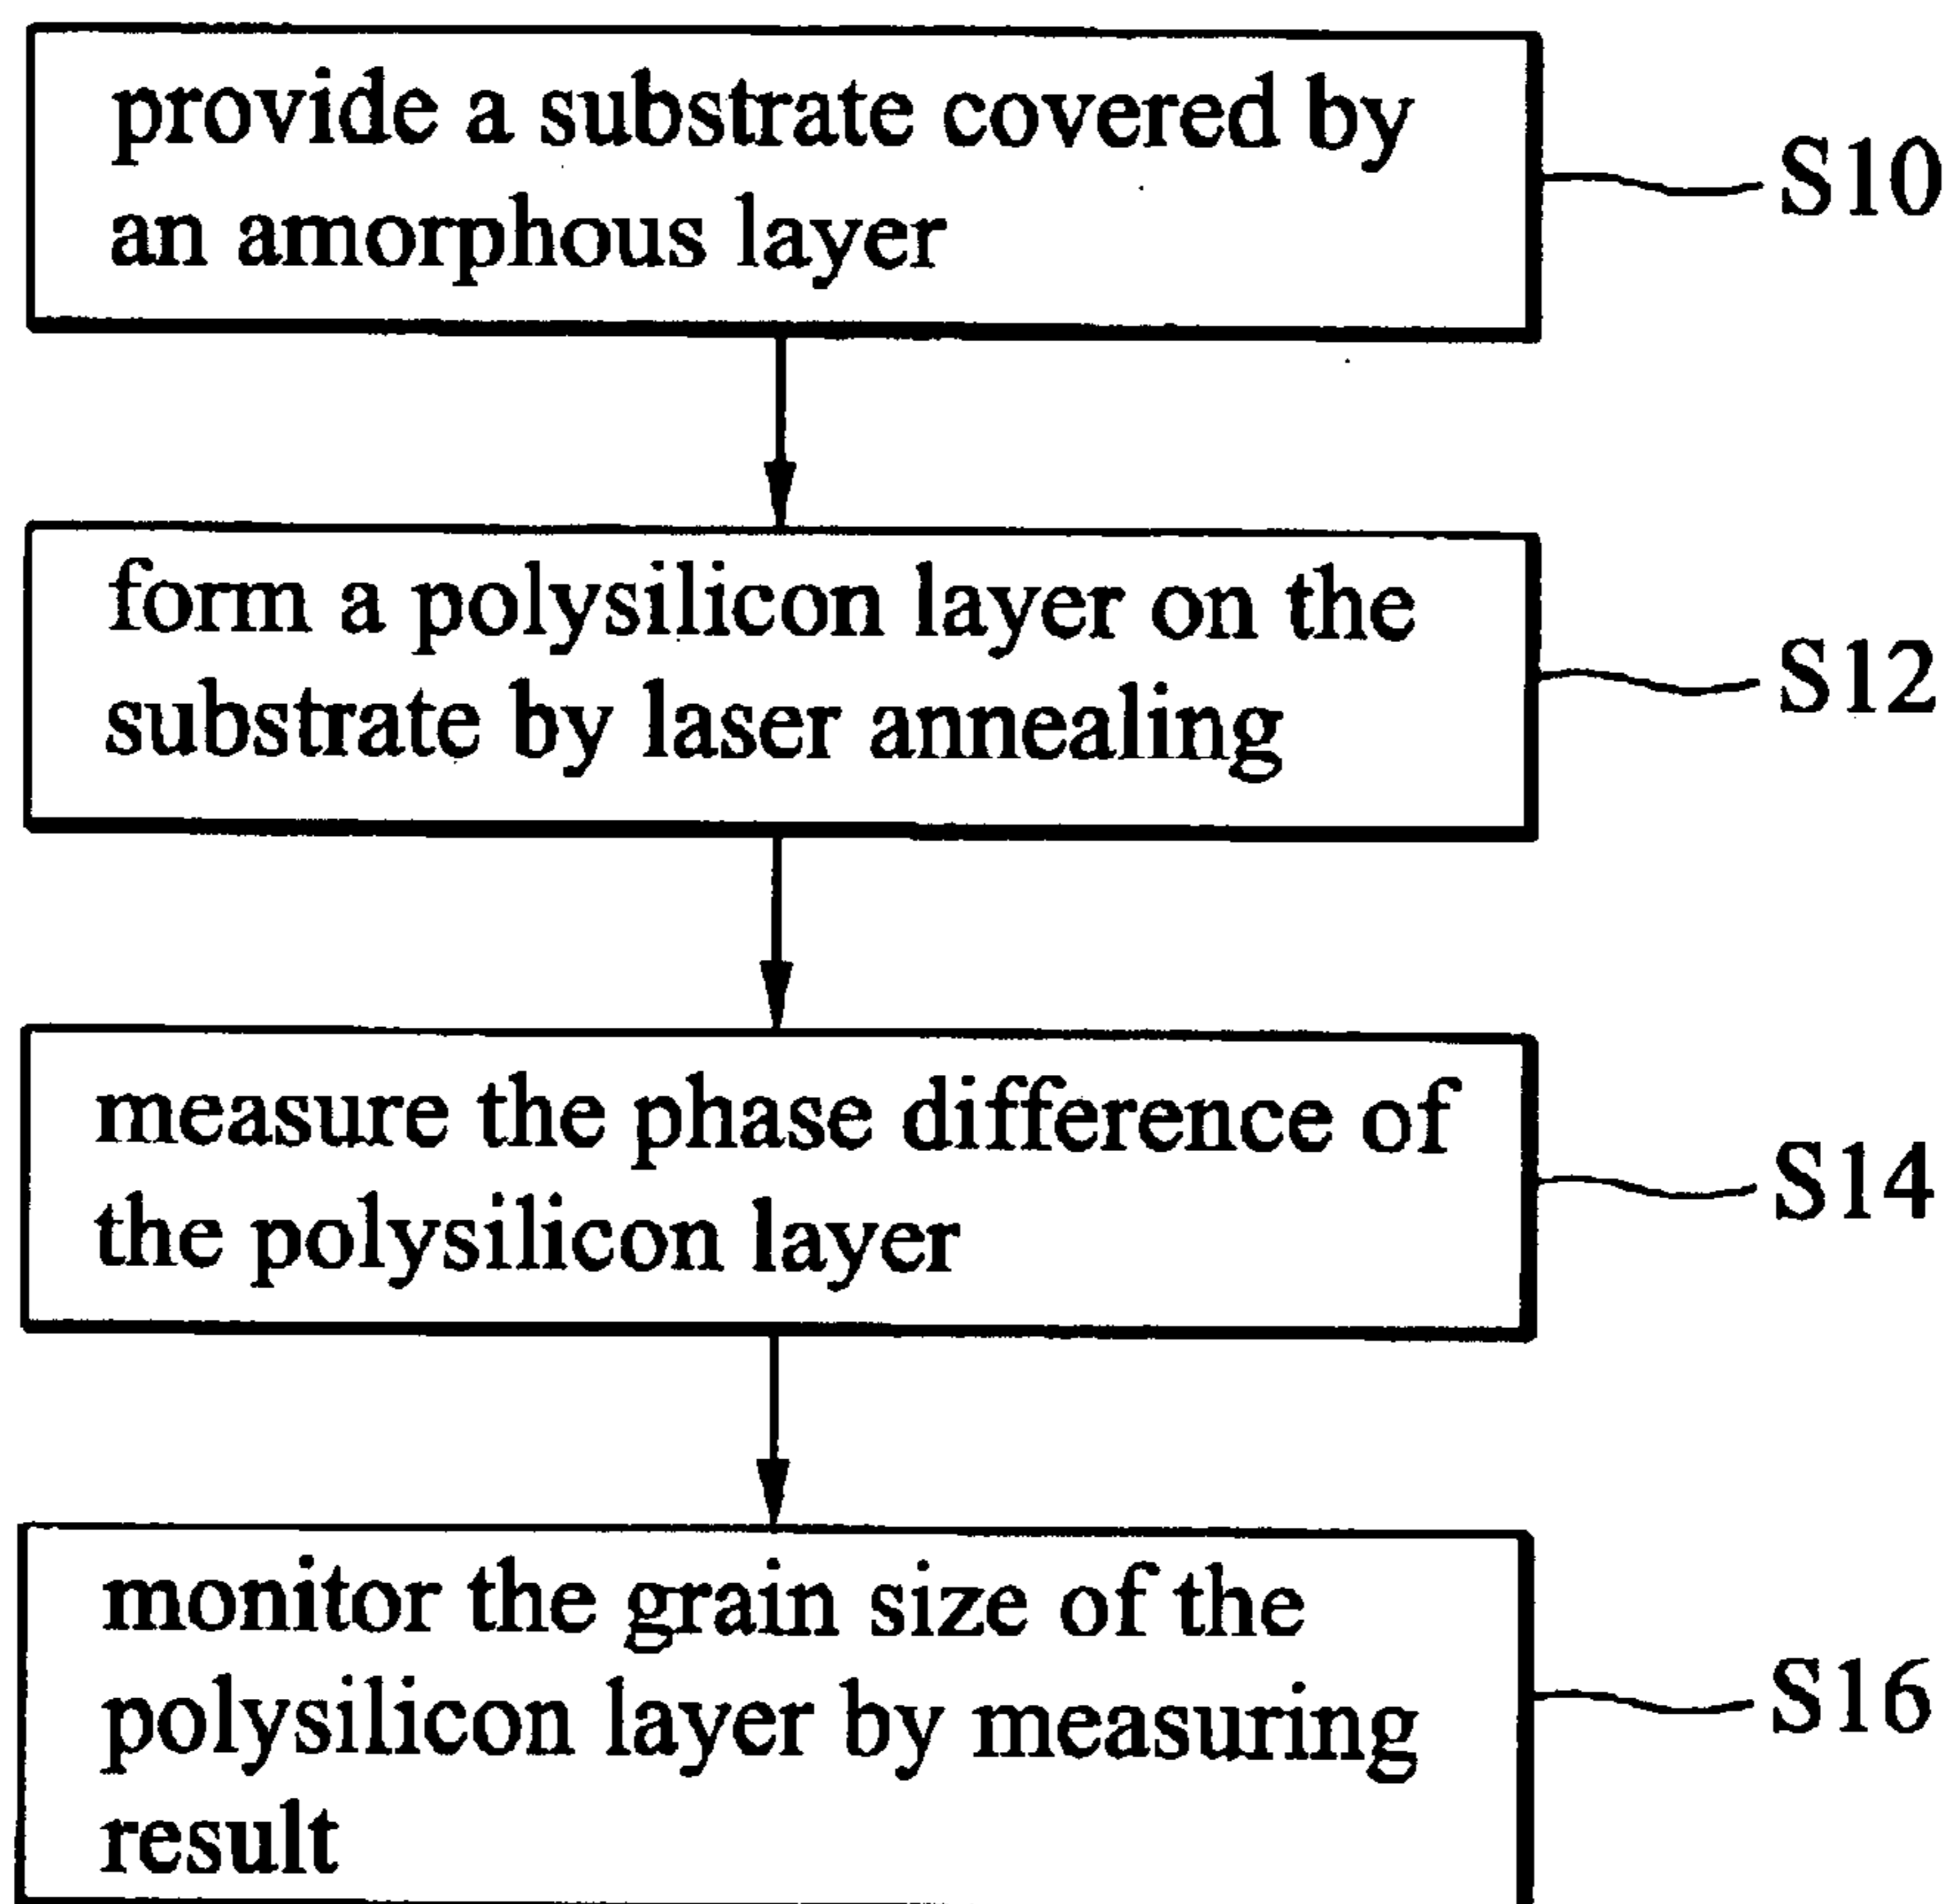 provide a substrate covered by
an amorphous layer
S10
form a polysilicon layer on the
substrate by laser annealing
S12
measure the phase difference of
the polysilicon layer
S14
monitor the grain size of the
polysilicon layer by measuring
result
S16